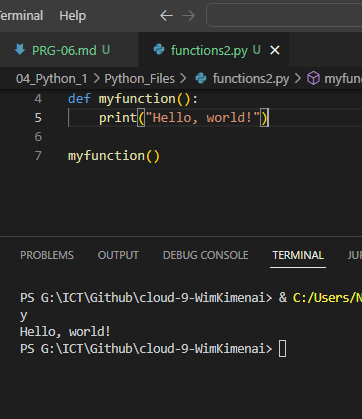 Terminal Help
PRG-06.md U functions2.py U
04_Python_1 > Python_Files > functions2.py > myfunc
4 def myfunction():
5 print("Hello, world!")
6
7 myfunction()
PROBLEMS OUTPUT DEBUG CONSOLE TERMINAL JUP
PS G:\ICT\Github\cloud-9-WimKimenai> & C:/Users/N
y
Hello, world!
PS G:\ICT\Github\cloud-9-WimKimenai>